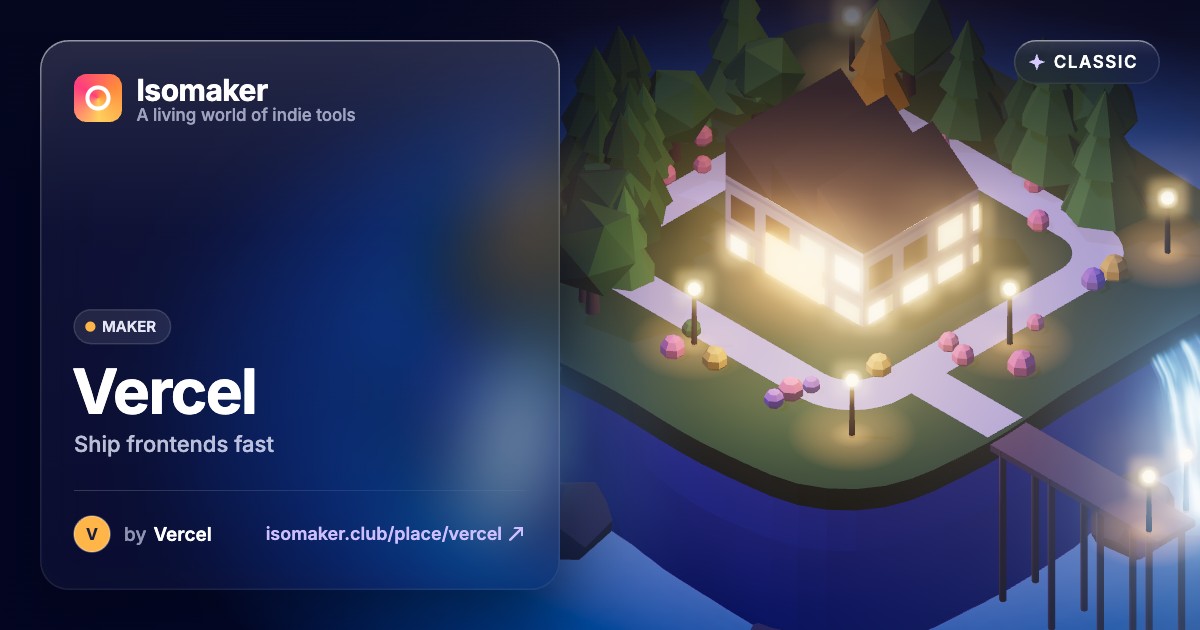 Isomaker
A living world of indie tools
CLASSIC
MAKER
Vercel
Ship frontends fast
V
by Vercel
isomaker.club/place/vercel ↗